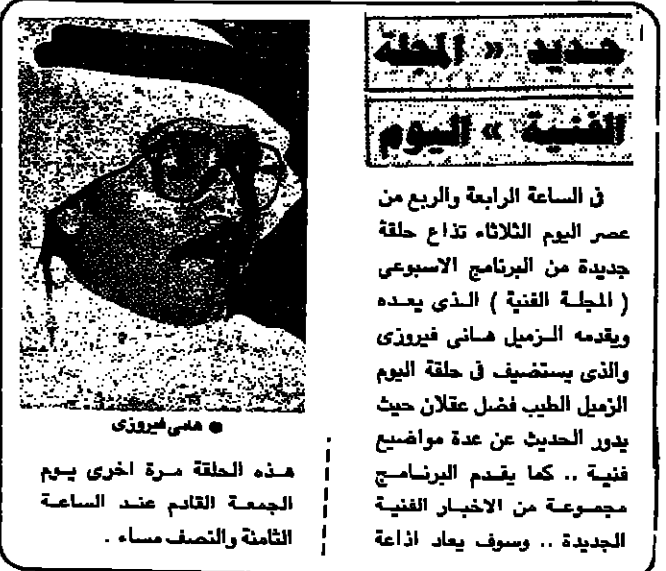 جديد « المجلة
الفنية » اليوم
في الساعة الرابعة والربع من
عصر اليوم الثلاثاء تذاع حلقة
جديدة من البرنامج الاسبوعى
( المجلة الفنية ) الذى يعده
ويقدمه الزميل هانى فيروزى
والذى يستضيف في حلقة اليوم
الزميل الطيب فضل عقلان حيث
يدور الحديث عن عدة مواضيع
فنية .. كما يقدم البرنامج
مجموعة من الاخبار الفنية
الجديدة .. وسوف يعاد اذاعة
● هانى فيروزى
هذه الحلقة مرة اخرى يوم
الجمعة القادم عند الساعة
الثامنة والنصف مساء .